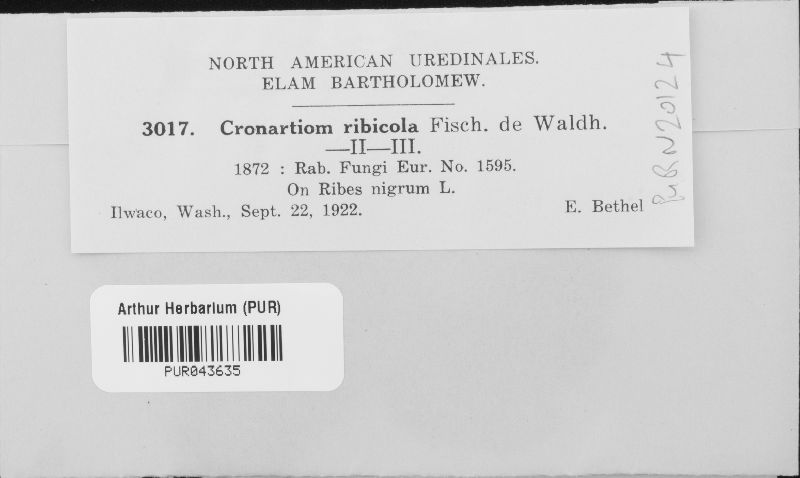 NORTH AMERICAN UREDINALES.
ELAM BARTHOLOMEW.
3017. Cronartiom ribicola Fisch. de Waldh.
—II—III.
1872 : Rab. Fungi Eur. No. 1595.
On Ribes nigrum L.
Ilwaco, Wash., Sept. 22, 1922. E. Bethel
PURN20124
Arthur Herbarium (PUR)
PUR043635